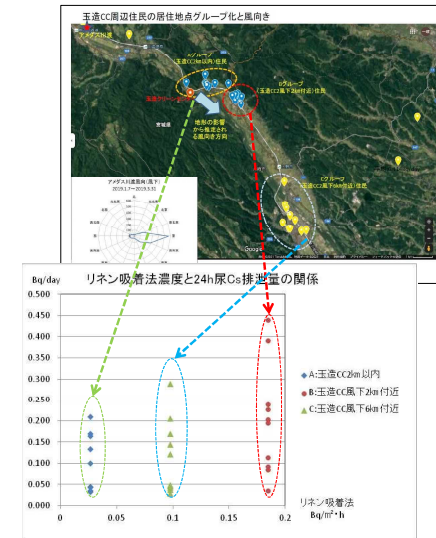 玉造CC周辺住民の居住地点グループ化と風向き
アメダス川渡
Aグループ
(玉造CC2km以内)住民
Bグループ
(玉造CC風下2km付近)住民
玉造クリーンセンター
宮城県
地形の影響
から推定され
る風向き方向
Cグループ
(玉造CC風下6km付近)住民
アメダス川渡風向(風下)
2019.1.7～2019.3.31
Google
Bq/day
リネン吸着法濃度と24h尿Cs排泄量の関係
0.500
0.450
0.400
0.350
0.300
0.250
0.200
0.150
0.100
0.050
0.000
0
0.05
0.1
0.15
0.2
A:玉造CC2km以内
B:玉造CC風下2km付近
C:玉造CC風下6km付近
リネン吸着法
Bq/m²・h